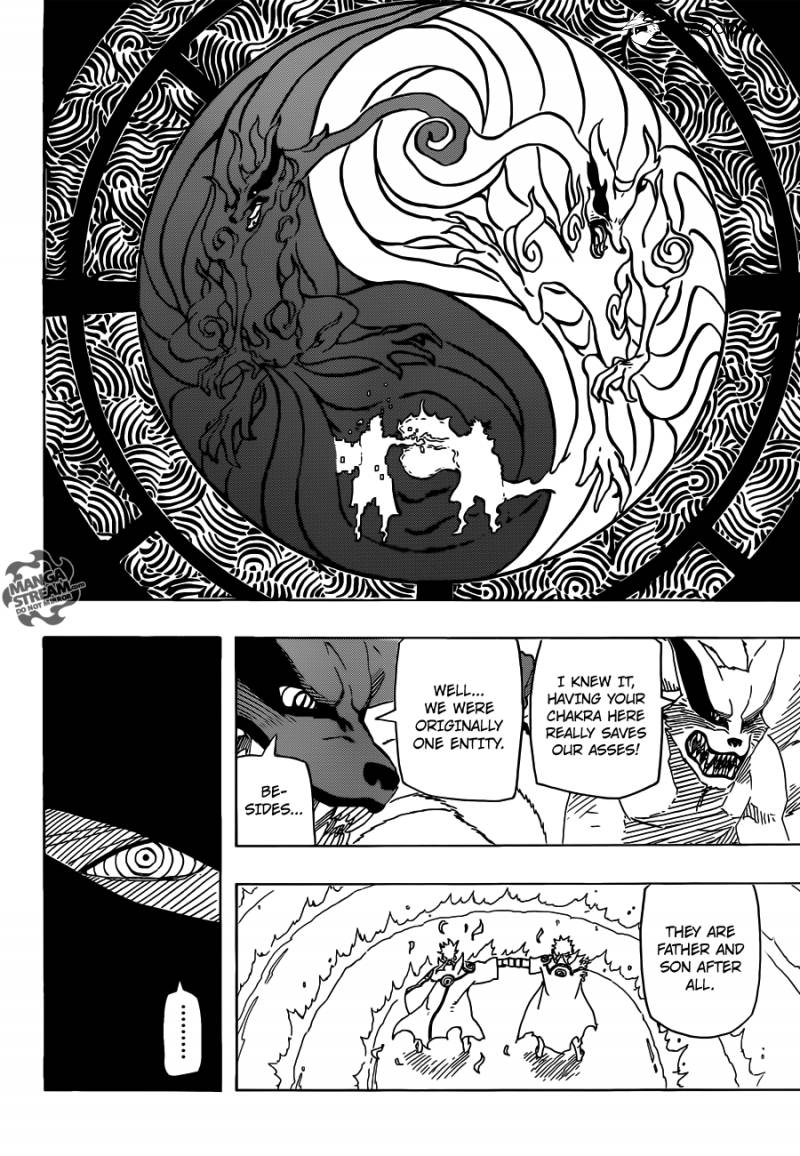 MANGA
STREAM.com
DO NOT MIRROR
I KNEW IT,
HAVING YOUR
CHAKRA HERE
REALLY SAVES
OUR ASSES!
WELL...
WE WERE
ORIGINALLY
ONE ENTITY.
BE-
SIDES...
THEY ARE
FATHER AND
SON AFTER
ALL.
.........